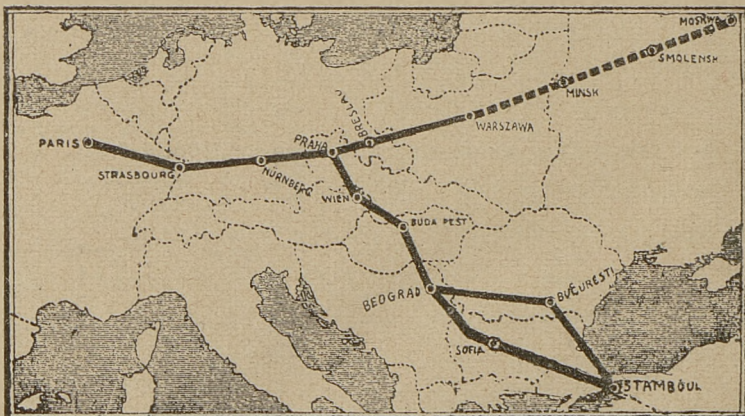 MOSKWA
SMOLENSK
MINSK
WARSZAWA
BRESLAU
PRAHA
PARIS
STRASBOURG
NÜRNBERG
WIEN
BUDA PEST
BEOGRAD
BUCURESTI
SOFIA
STAMBOUL